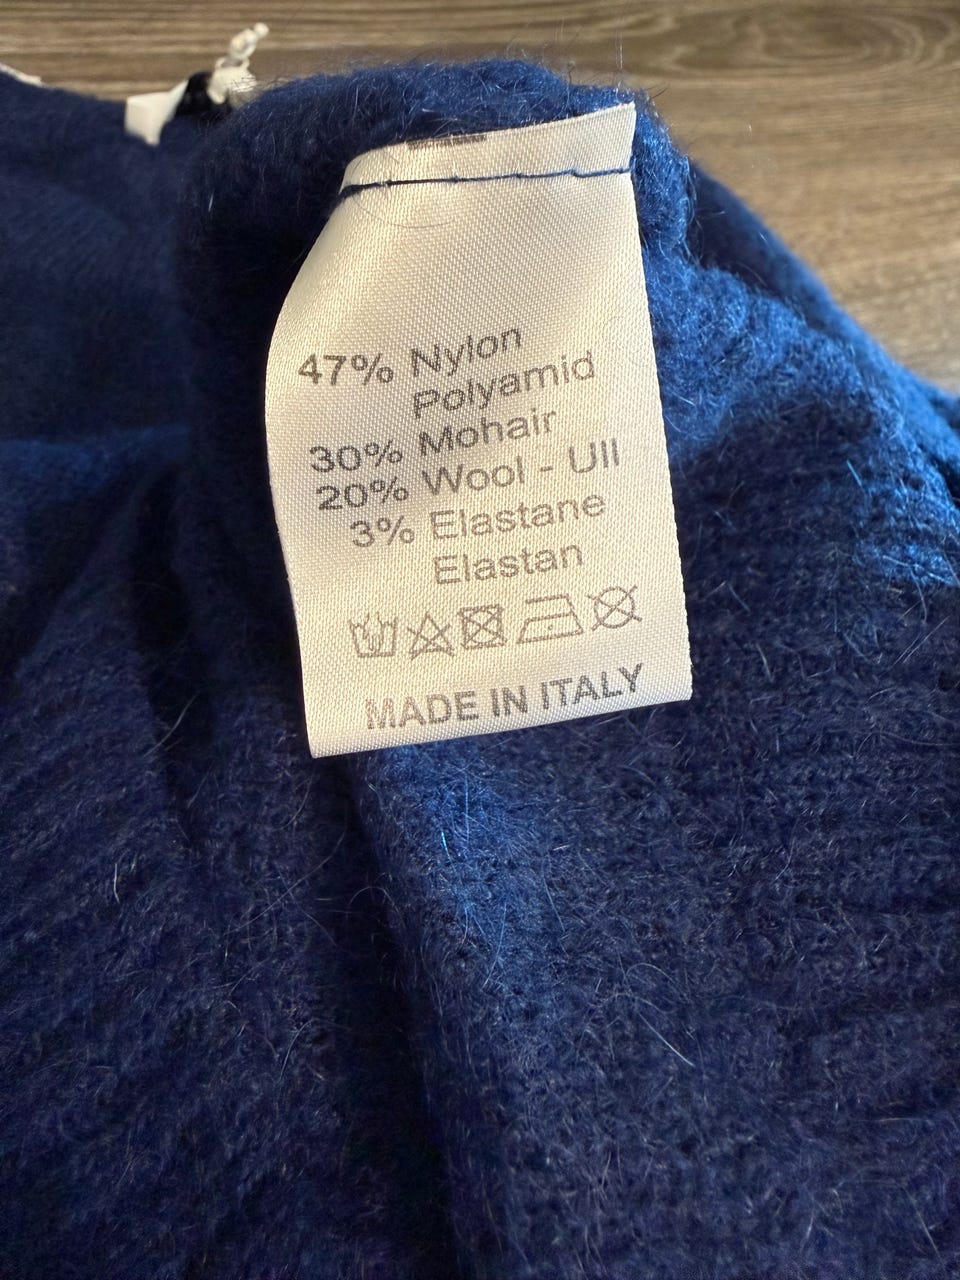 47% Nylon
Polyamid
30% Mohair
20% Wool - Ull
3% Elastane
Elastan
MADE IN ITALY